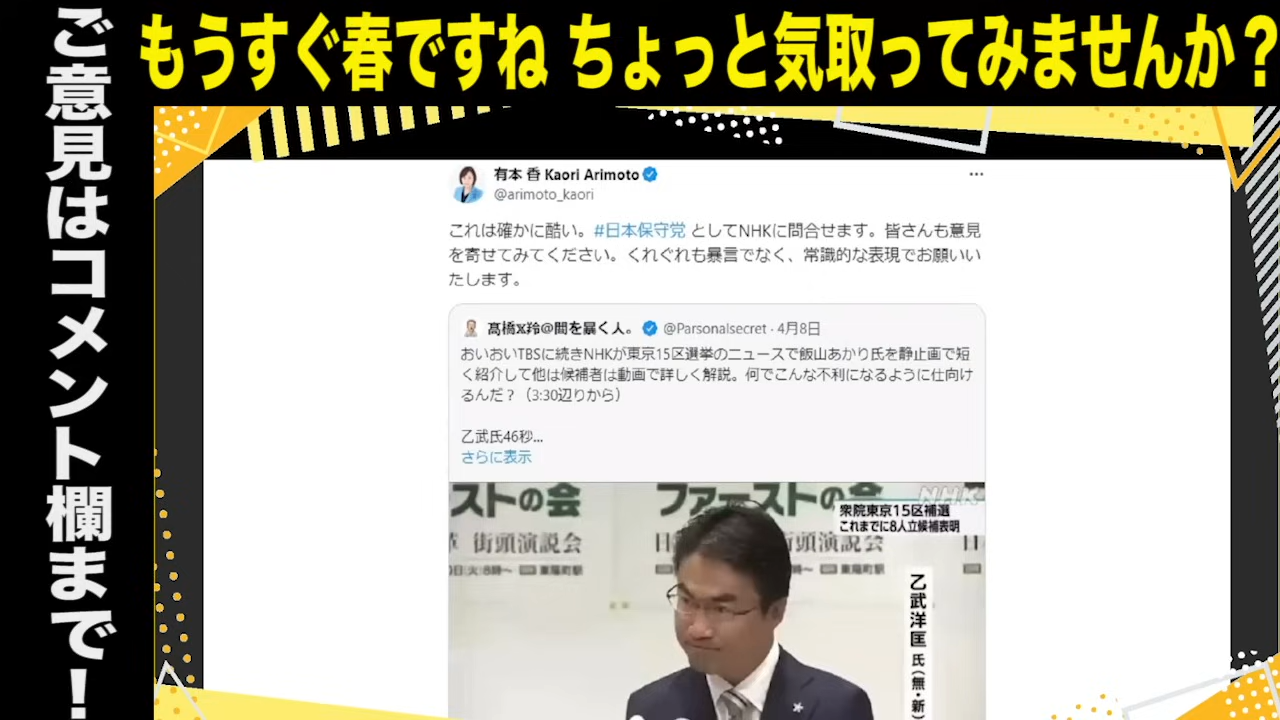 もうすぐ春ですね ちょっと気取ってみませんか？
ご意見はコメント欄まで！
有本 香 Kaori Arimoto
@arimoto_kaori
これは確かに酷い。#日本保守党 としてNHKに問合せます。皆さんも意見
を寄せてみてください。くれぐれも暴言でなく、常識的な表現でお願いい
たします。
髙橋𝕏羚@闇を暴く人。 @Parsonalsecret · 4月8日
おいおいTBSに続きNHKが東京15区選挙のニュースで飯山あかり氏を静止画で短
く紹介して他は候補者は動画で詳しく解説。何でこんな不利になるように仕向け
るんだ？（3:30辺りから）
乙武氏46秒...
さらに表示
ストの会
ファーストの会
NHK
衆院東京15区補選
これまでに8人立候補表明
街頭演説会
街頭演説会
東陽町駅
東陽町駅
乙武洋匡 氏（無・新）